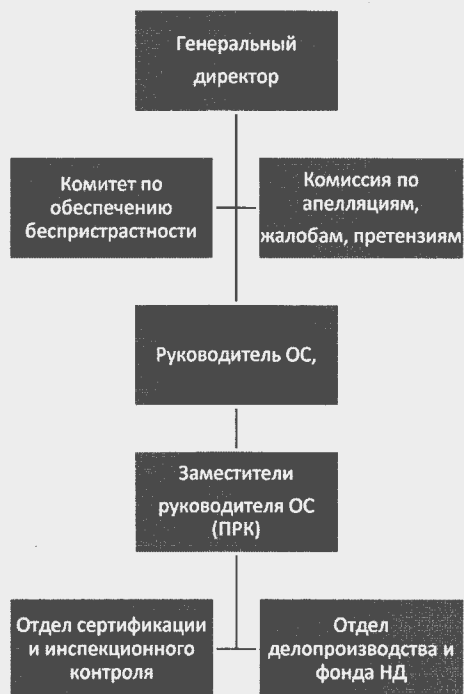 Генеральный
директор
Комитет по
обеспечению
беспристрастности
Комиссия по
апелляциям,
жалобам, претензиям
Руководитель ОС,
Заместители
руководителя ОС
(ПРК)
Отдел сертификации
и инспекционного
контроля
Отдел
делопроизводства и
фонда НД